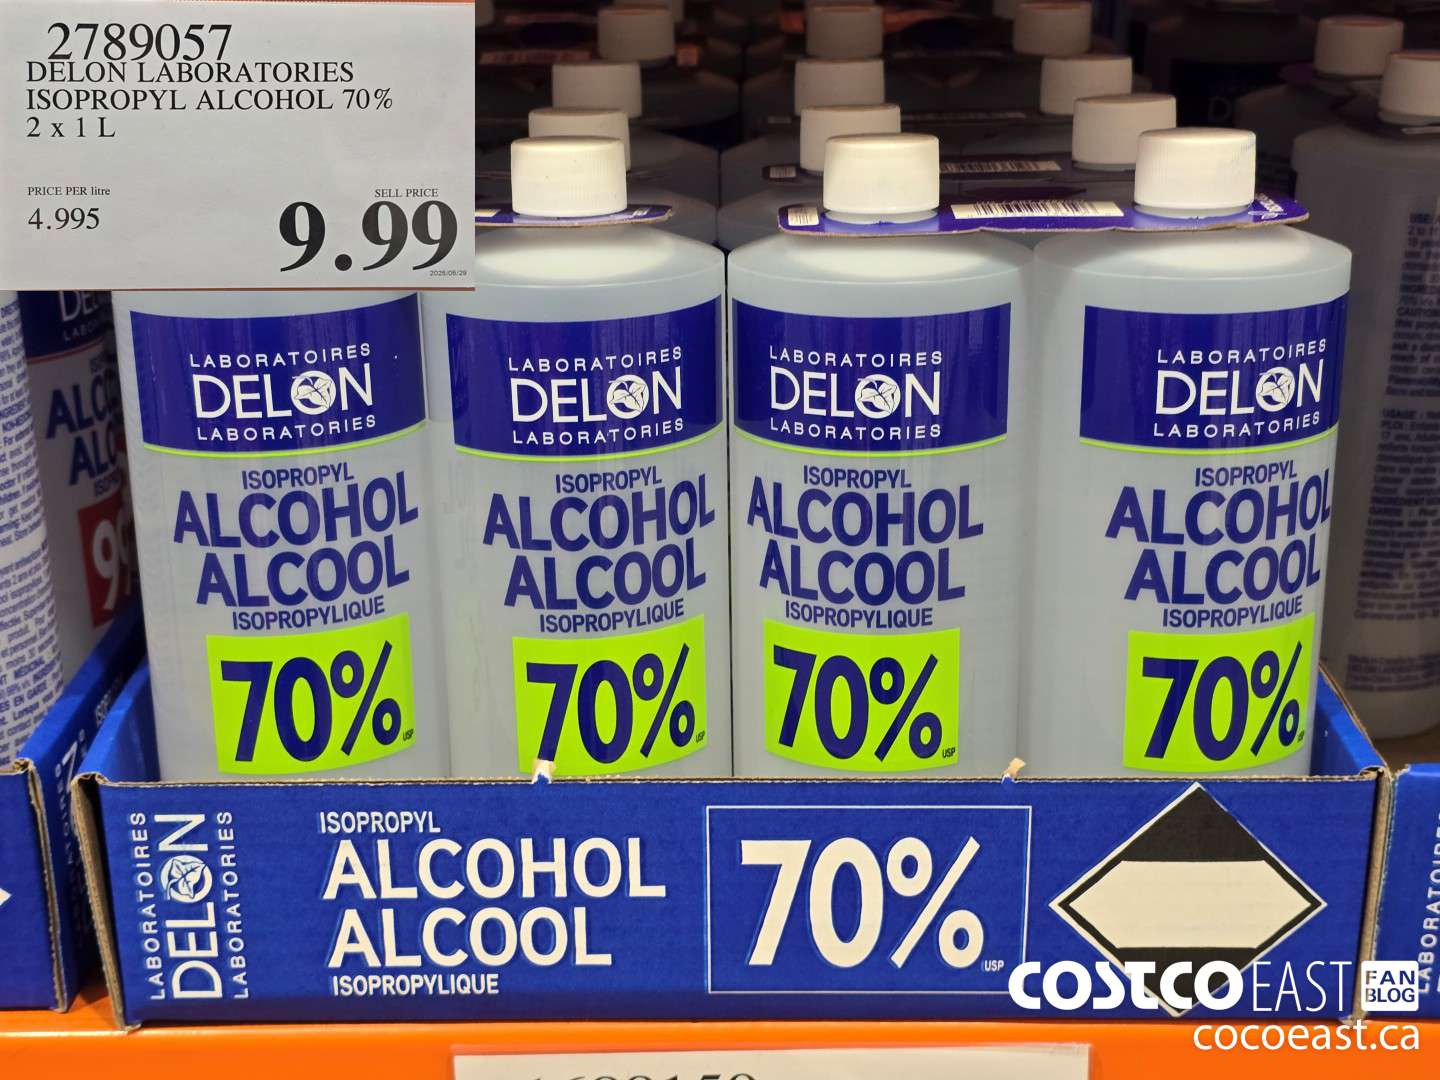 2789057
DELON LABORATORIES
ISOPROPYL ALCOHOL 70%
2 x 1 L
PRICE PER litre
4.995
SELL PRICE
9.99
LABORATOIRES
DELON
LABORATORIES
ISOPROPYL
ALCOHOL
ALCOOL
ISOPROPYLIQUE
70%
USP
LABORATOIRES
DELON
LABORATORIES
ISOPROPYL
ALCOHOL
ALCOOL
ISOPROPYLIQUE
70%
USP
LABORATOIRES
DELON
LABORATORIES
ISOPROPYL
ALCOHOL
ALCOOL
ISOPROPYLIQUE
70%
USP
LABORATOIRES
DELON
LABORATORIES
ISOPROPYL
ALCOHOL
ALCOOL
ISOPROPYLIQUE
70%
LABORATOIRES
DELON
LABORATORIES
ISOPROPYL
ALCOHOL
ALCOOL
ISOPROPYLIQUE
70%
USP
COSTCO EAST FAN BLOG
cocoeast.ca